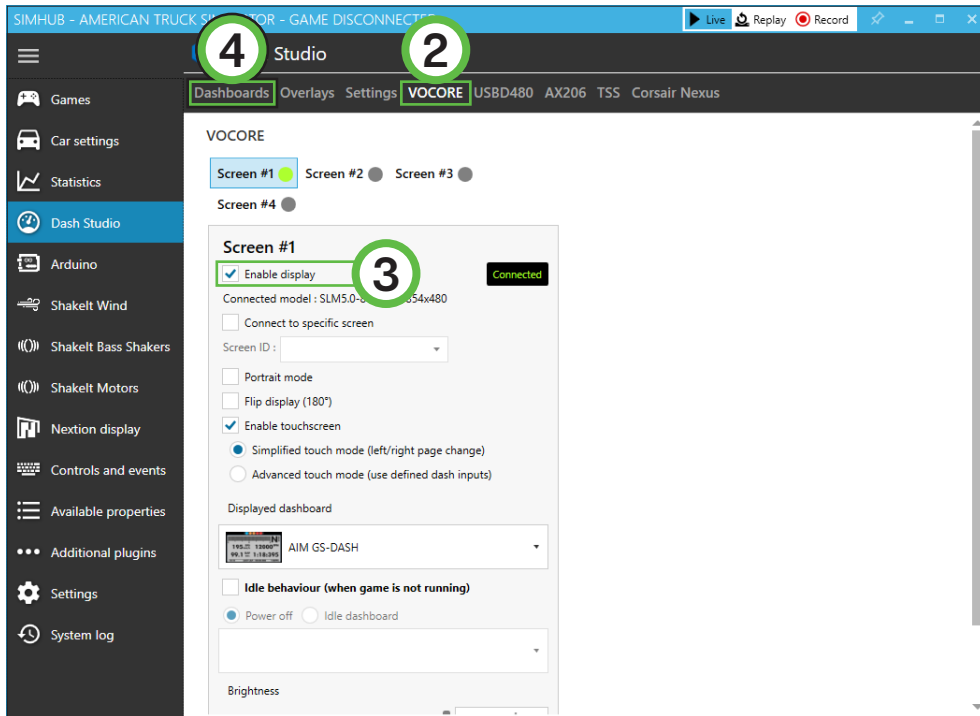 SIMHUB - AMERICAN TRUCK SIMULATOR - GAME DISCONNECTED
Live Replay Record
4
Studio
2
Dashboards Overlays Settings VOCORE USBD480 AX206 TSS Corsair Nexus
Games
Car settings
Statistics
Dash Studio
Arduino
ShakeIt Wind
ShakeIt Bass Shakers
ShakeIt Motors
Nextion display
Controls and events
Available properties
Additional plugins
Settings
System log
VOCORE
Screen #1 Screen #2 Screen #3
Screen #4
Screen #1
Enable display
3
Connected
Connected model : SLM5.0- 854x480
Connect to specific screen
Screen ID :
Portrait mode
Flip display (180°)
Enable touchscreen
Simplified touch mode (left/right page change)
Advanced touch mode (use defined dash inputs)
Displayed dashboard
AIM GS-DASH
Idle behaviour (when game is not running)
Power off Idle dashboard
Brightness